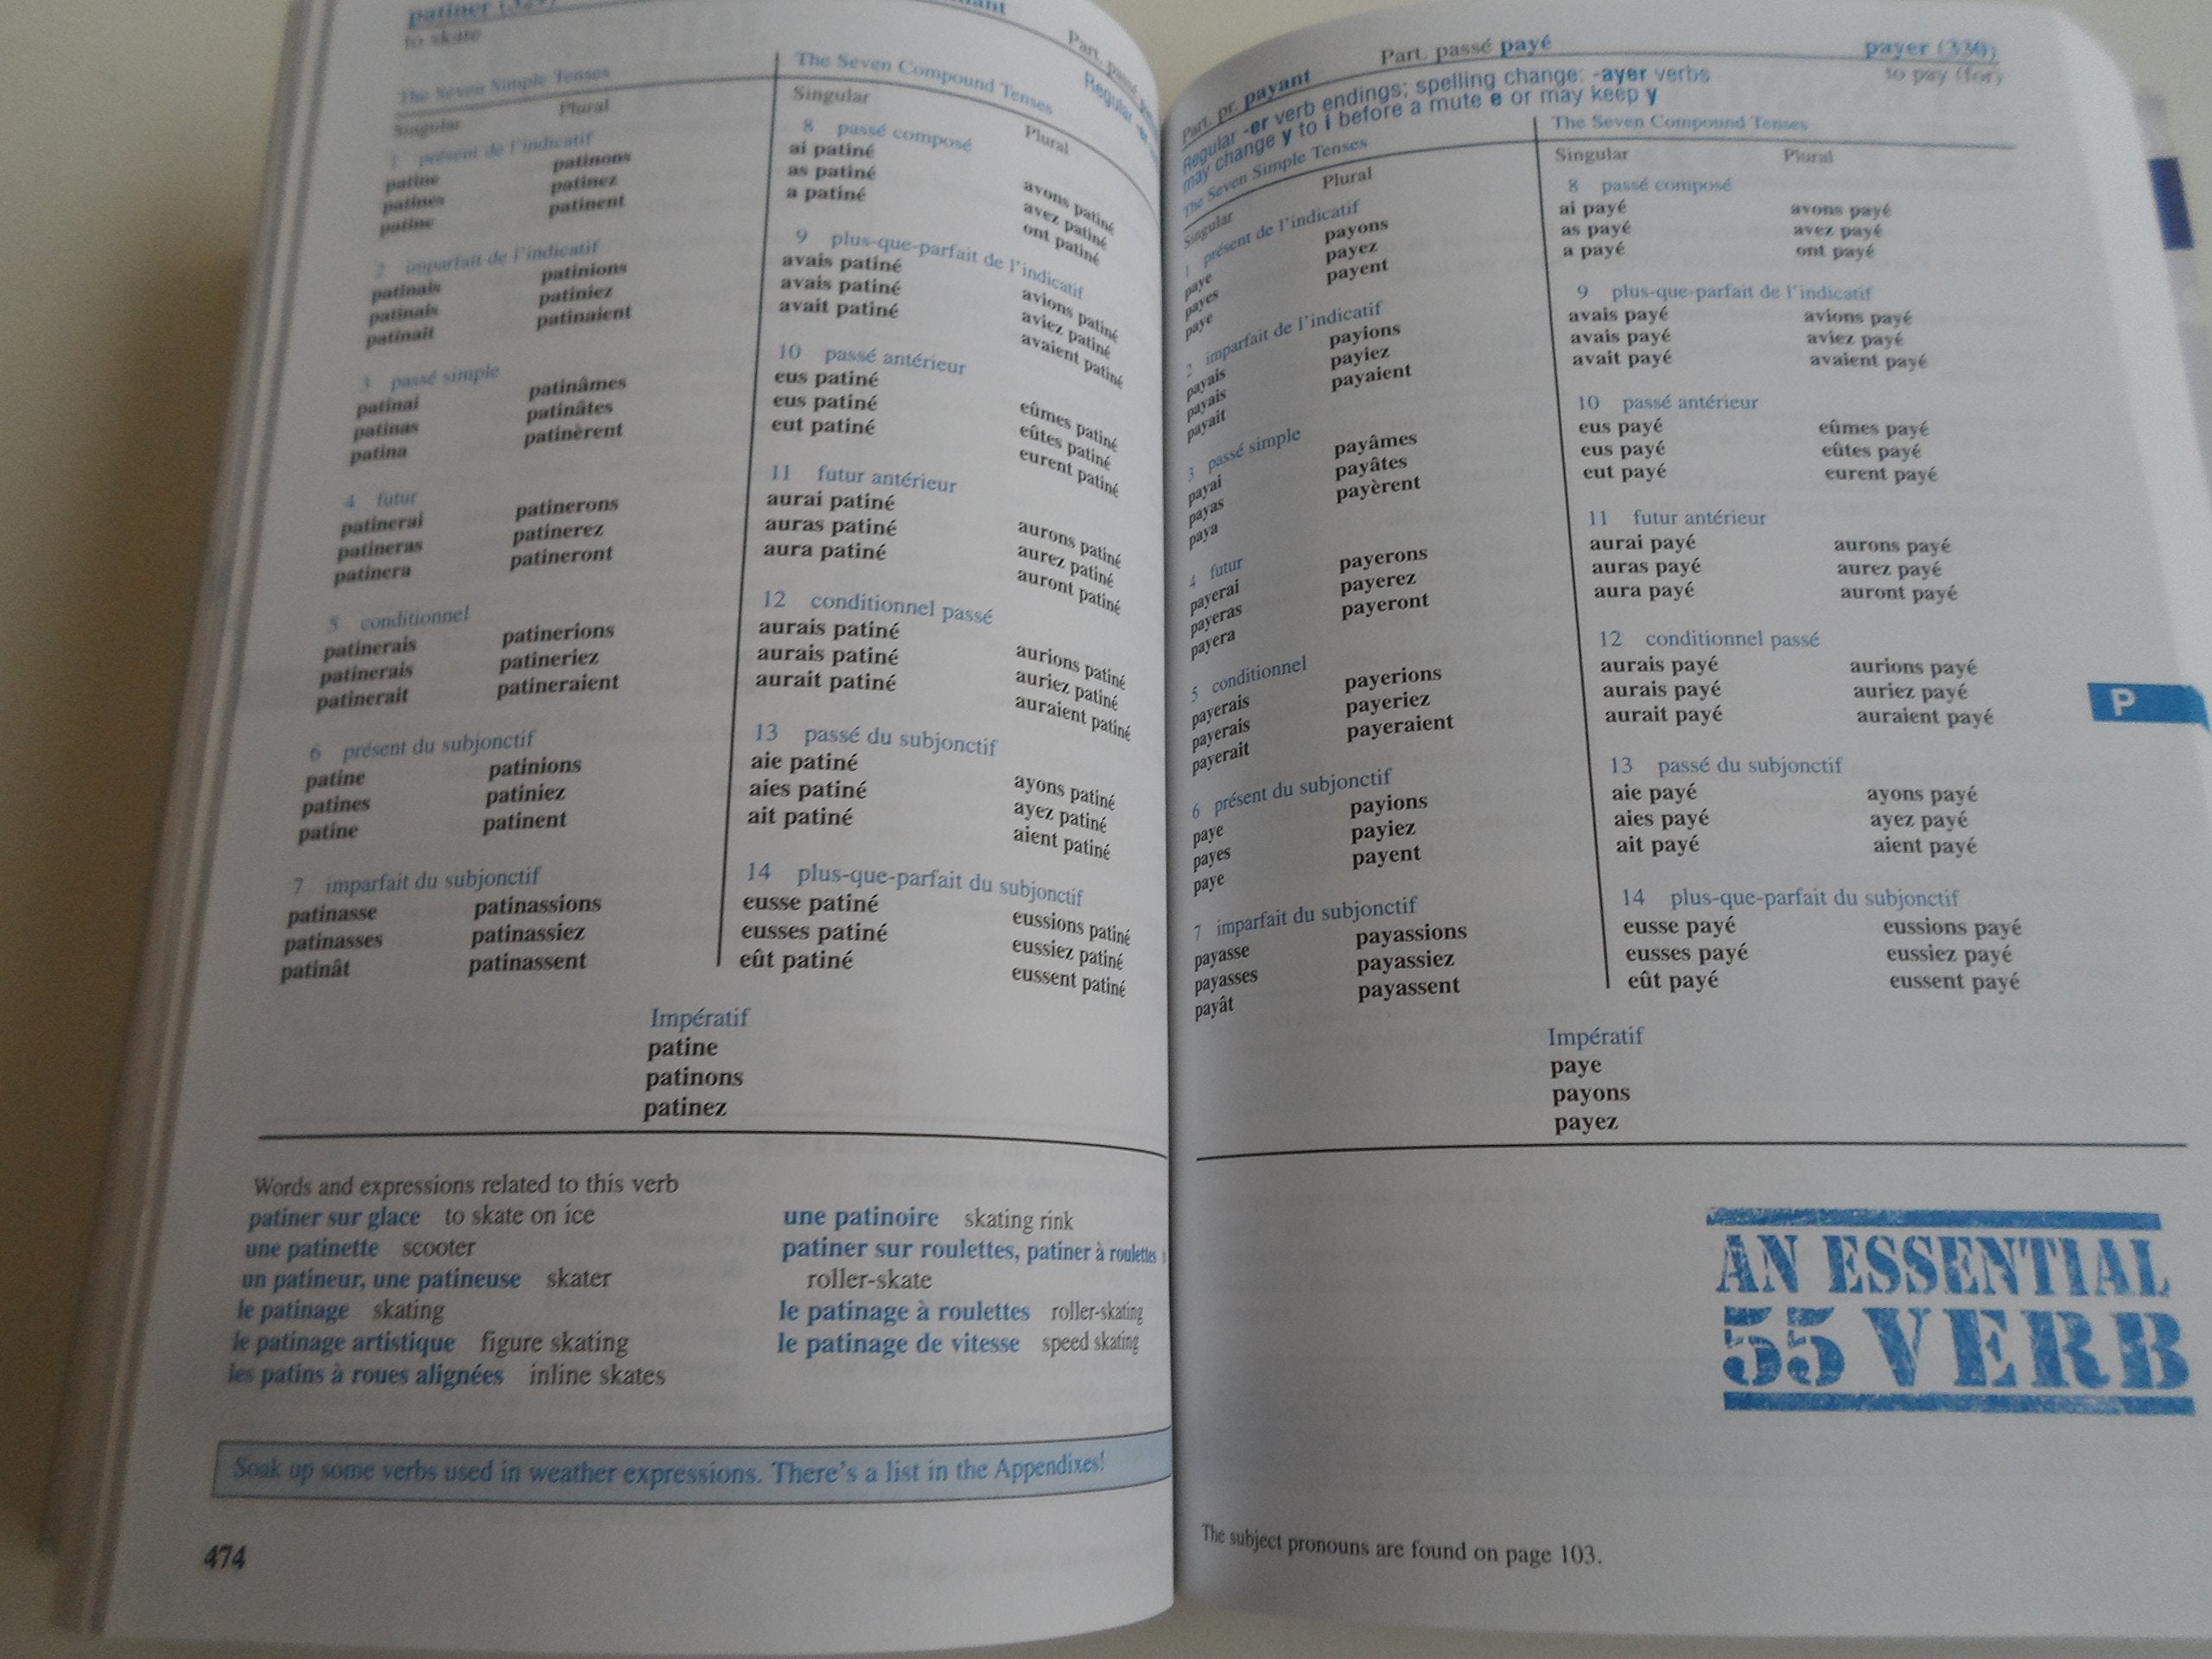 patiner
to skate
Part. passé
Regular -er
The Seven Simple Tenses
The Seven Compound Tenses
Singular Plural
Singular Plural
1 présent de l'indicatif
patine patinons
patines patinez
patine patinent
2 imparfait de l'indicatif
patinais patinions
patinais patiniez
patinait patinaient
3 passé simple
patinai patinâmes
patinas patinâtes
patina patinèrent
4 futur
patinerai patinerons
patineras patinerez
patinera patineront
5 conditionnel
patinerais patinerions
patinerais patineriez
patinerait patineraient
6 présent du subjonctif
patine patinions
patines patiniez
patine patinent
7 imparfait du subjonctif
patinasse patinassions
patinasses patinassiez
patinât patinassent
8 passé composé
ai patiné avons patiné
as patiné avez patiné
a patiné ont patiné
9 plus-que-parfait de l'indicatif
avais patiné avions patiné
avais patiné aviez patiné
avait patiné avaient patiné
10 passé antérieur
eus patiné eûmes patiné
eus patiné eûtes patiné
eut patiné eurent patiné
11 futur antérieur
aurai patiné aurons patiné
auras patiné aurez patiné
aura patiné auront patiné
12 conditionnel passé
aurais patiné aurions patiné
aurais patiné auriez patiné
aurait patiné auraient patiné
13 passé du subjonctif
aie patiné ayons patiné
aies patiné ayez patiné
ait patiné aient patiné
14 plus-que-parfait du subjonctif
eusse patiné eussions patiné
eusses patiné eussiez patiné
eût patiné eussent patiné
Impératif
patine
patinons
patinez
Words and expressions related to this verb
patiner sur glace to skate on ice
une patinette scooter
un patineur, une patineuse skater
le patinage skating
le patinage artistique figure skating
les patins à roues alignées inline skates
une patinoire skating rink
patiner sur roulettes, patiner à roulettes
roller-skate
le patinage à roulettes roller-skating
le patinage de vitesse speed skating
Soak up some verbs used in weather expressions. There's a list in the Appendixes!
474
Part. pr. payant Part. passé payé payer (330)
to pay (for)
Regular -er verb endings; spelling change: -ayer verbs
may change y to i before a mute e or may keep y
The Seven Simple Tenses
The Seven Compound Tenses
Singular Plural
Singular Plural
1 présent de l'indicatif
paye payons
payes payez
paye payent
2 imparfait de l'indicatif
payais payions
payais payiez
payait payaient
3 passé simple
payai payâmes
payas payâtes
paya payèrent
4 futur
payerai payerons
payeras payerez
payera payeront
5 conditionnel
payerais payerions
payerais payeriez
payerait payeraient
6 présent du subjonctif
paye payions
payes payiez
paye payent
7 imparfait du subjonctif
payasse payassions
payasses payassiez
payât payassent
8 passé composé
ai payé avons payé
as payé avez payé
a payé ont payé
9 plus-que-parfait de l'indicatif
avais payé avions payé
avais payé aviez payé
avait payé avaient payé
10 passé antérieur
eus payé eûmes payé
eus payé eûtes payé
eut payé eurent payé
11 futur antérieur
aurai payé aurons payé
auras payé aurez payé
aura payé auront payé
12 conditionnel passé
aurais payé aurions payé
aurais payé auriez payé
aurait payé auraient payé
13 passé du subjonctif
aie payé ayons payé
aies payé ayez payé
ait payé aient payé
14 plus-que-parfait du subjonctif
eusse payé eussions payé
eusses payé eussiez payé
eût payé eussent payé
Impératif
paye
payons
payez
P
AN ESSENTIAL
55 VERB
The subject pronouns are found on page 103.